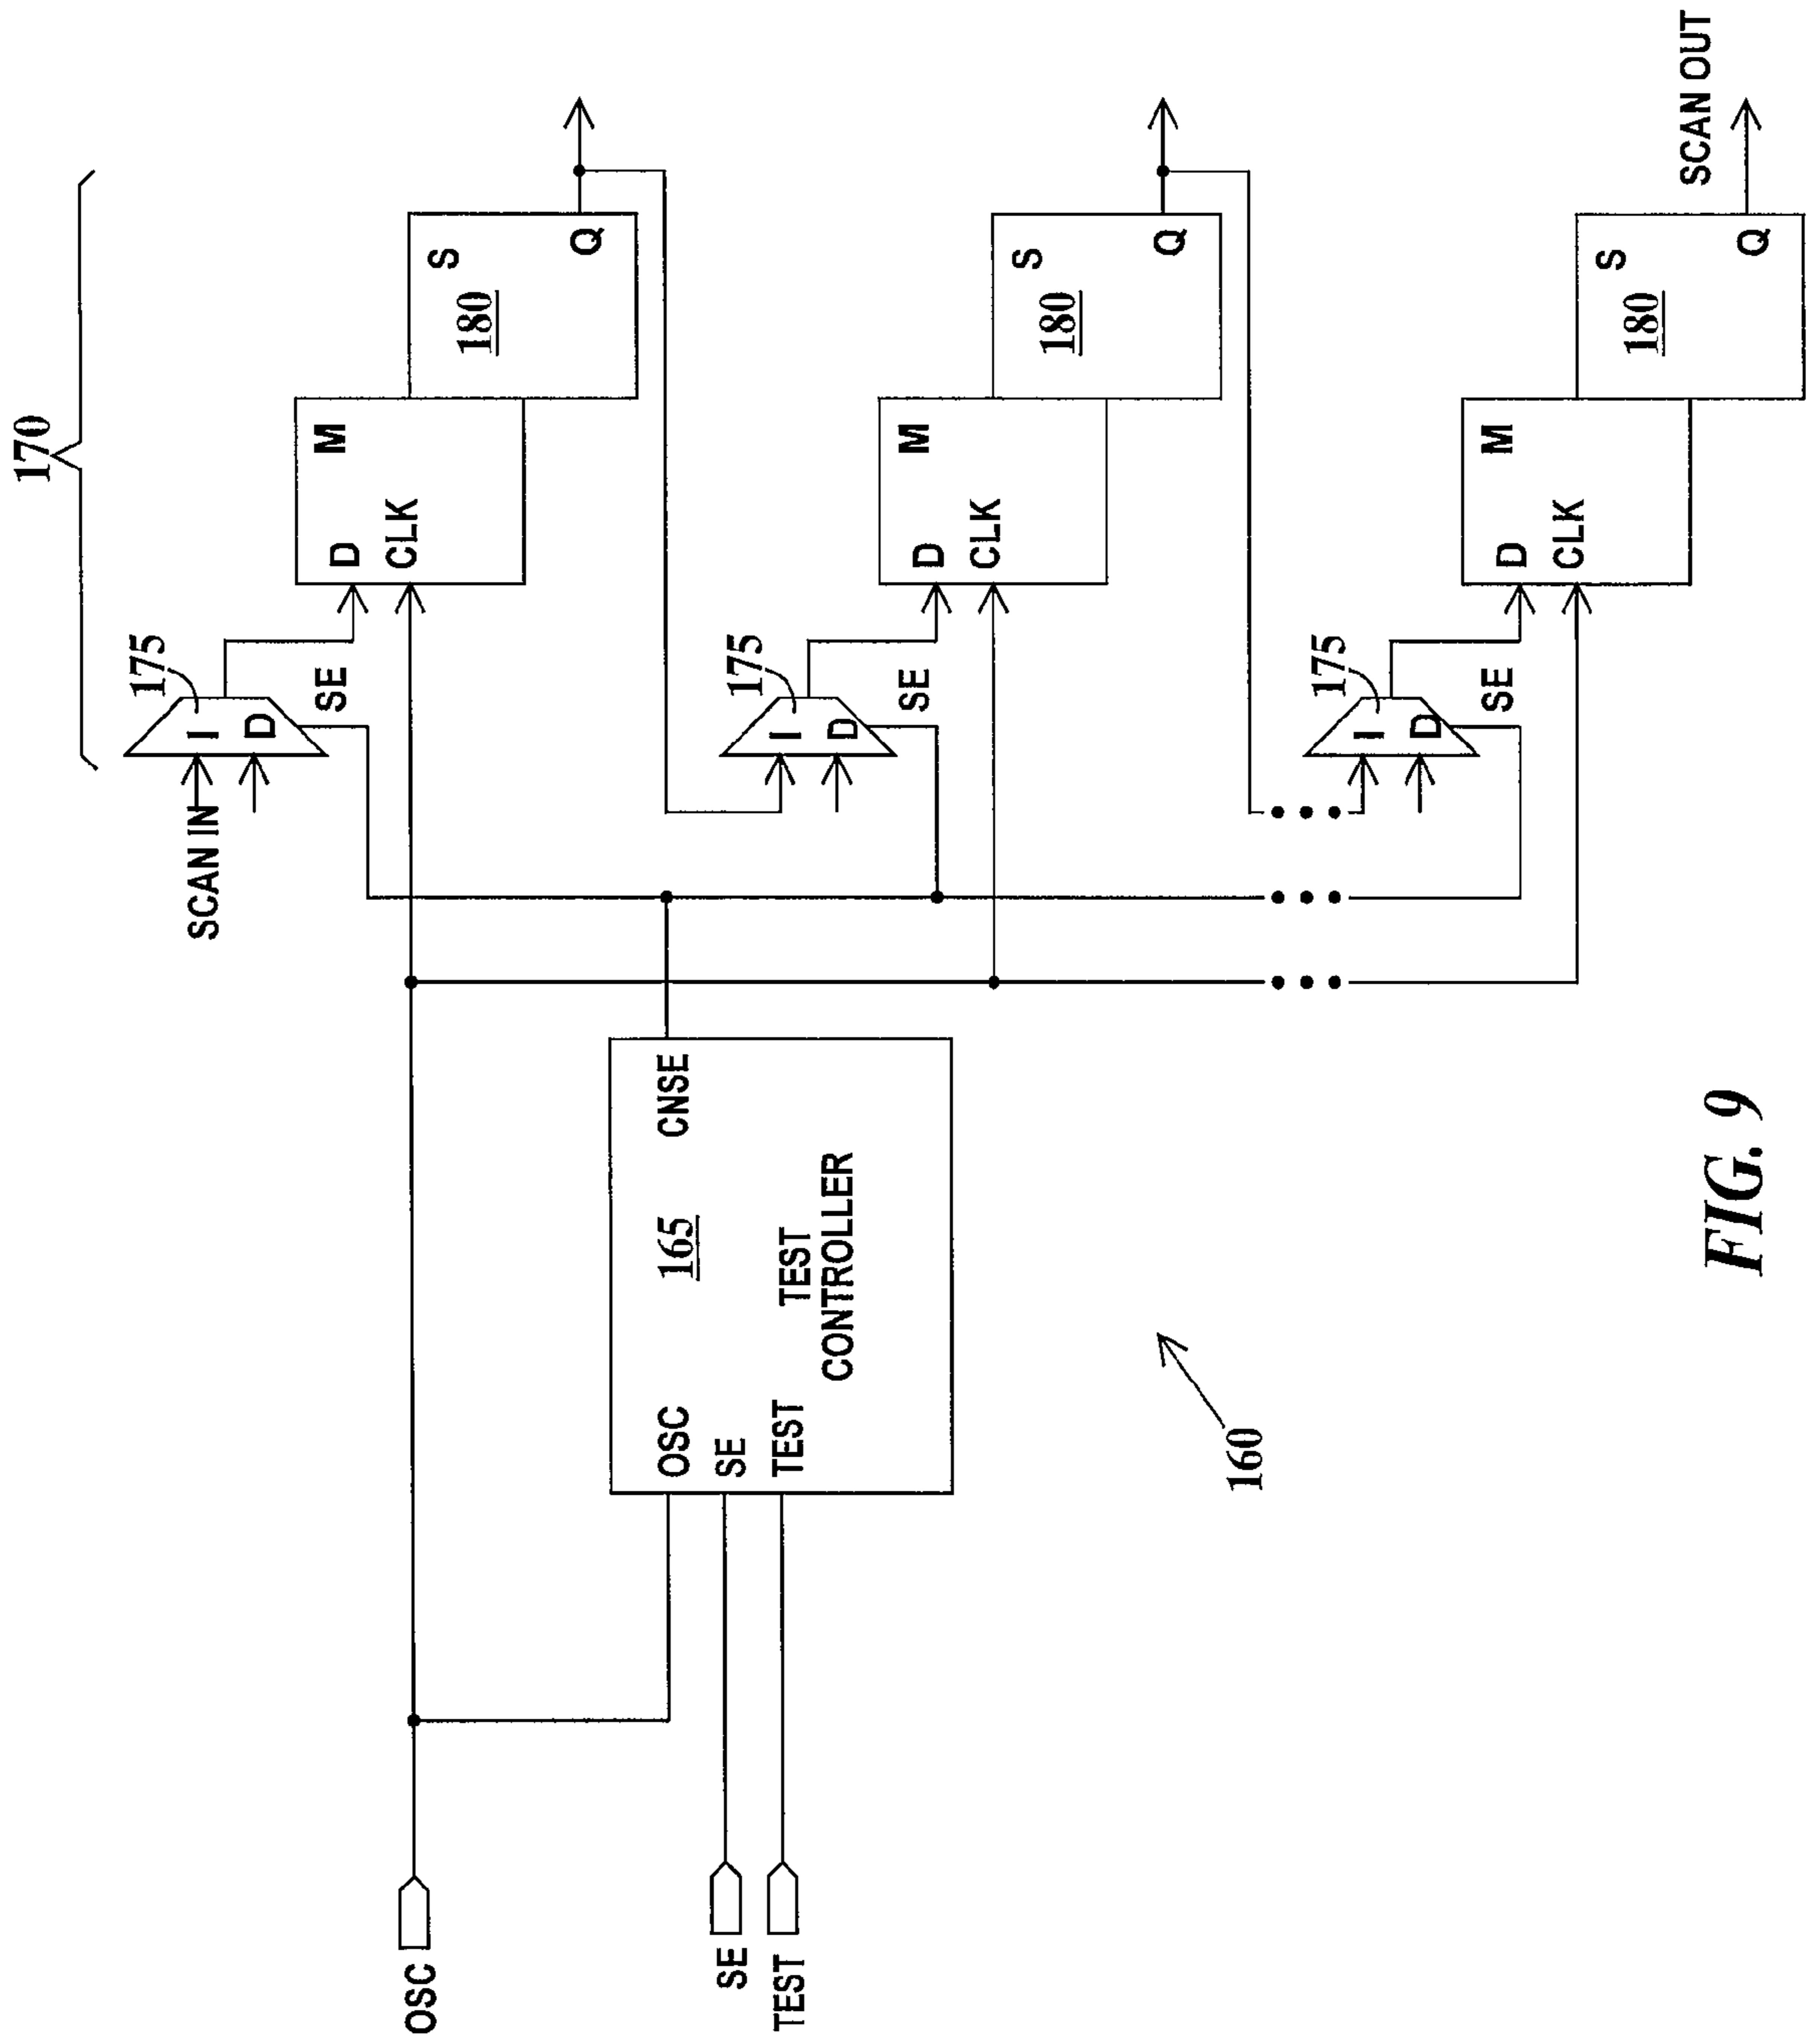 170
SCAN IN
I
D
175
SE
D
M
CLK
S
180
Q
I
D
175
SE
D
M
CLK
S
180
Q
I
D
175
SE
D
M
CLK
S
180
Q
SCAN OUT
OSC
SE
TEST
OSC
SE
TEST
165
CNSE
TEST
CONTROLLER
160
FIG. 9